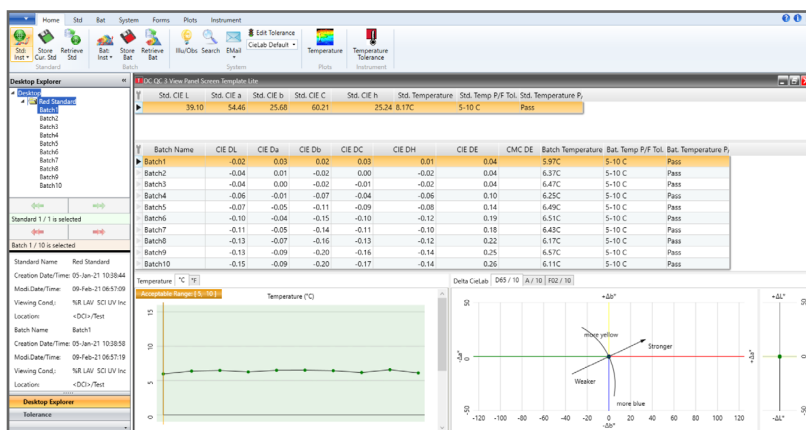 Home Std Bat System Forms Plots Instrument
Std: Inst Store Cur. Std Retrieve Std Bat: Inst Store Bat Retrieve Bat Illu/Obs Search EMail Edit Tolerance CieLab Default Temperature Temperature Tolerance
Standard Batch System Plots Instrument
Desktop Explorer
DC QC 3 View Panel Screen Template Lite
Desktop
Red Standard
Batch1
Batch2
Batch3
Batch4
Batch5
Batch6
Batch7
Batch8
Batch9
Batch10
Standard 1 / 1 is selected
Batch 1 / 10 is selected
Standard Name Red Standard
Creation Date/Time: 05-Jan-21 10:38:44
Modi.Date/Time: 09-Feb-21 06:57:09
Viewing Cond,: %R LAV SCI UV Inc
Location: <DCI>/Test
Batch Name Batch1
Creation Date/Time: 05-Jan-21 10:38:58
Modi.Date/Time: 09-Feb-21 06:57:19
Viewing Cond,: %R LAV SCI UV Inc
Location: <DCI>/Test
Desktop Explorer
Tolerance
Std. CIE L Std. CIE a Std. CIE b Std. CIE C Std. CIE h Std. Temperature Std. Temp P/F Tol. Std. Temperature P
39.10 54.46 25.68 60.21 25.24 8.17C 5-10 C Pass
Batch Name CIE DL CIE Da CIE Db CIE DC CIE DH CIE DE CMC DE Batch Temperature Bat. Temp P/F Tol. Bat. Temperature P
Batch1 -0.02 0.03 0.02 0.03 0.01 0.04 5.97C 5-10 C Pass
Batch2 -0.04 0.01 -0.02 0.00 -0.02 0.04 6.37C 5-10 C Pass
Batch3 -0.04 0.00 -0.02 -0.01 -0.02 0.04 6.47C 5-10 C Pass
Batch4 -0.06 -0.01 -0.07 -0.04 -0.06 0.10 6.25C 5-10 C Pass
Batch5 -0.07 -0.05 -0.11 -0.09 -0.08 0.14 6.49C 5-10 C Pass
Batch6 -0.10 -0.04 -0.15 -0.10 -0.12 0.19 6.51C 5-10 C Pass
Batch7 -0.11 -0.05 -0.14 -0.11 -0.10 0.18 6.43C 5-10 C Pass
Batch8 -0.13 -0.07 -0.16 -0.13 -0.12 0.22 6.17C 5-10 C Pass
Batch9 -0.13 -0.09 -0.20 -0.16 -0.14 0.25 6.57C 5-10 C Pass
Batch10 -0.15 -0.09 -0.20 -0.17 -0.14 0.26 6.11C 5-10 C Pass
Temperature °C °F
Acceptable Range: [ 5 - 10 ]
Temperature (°C)
15
10
5
0
Delta CieLab D65 / 10 A / 10 F02 / 10
+Δb* +ΔL*
50 50
more yellow
Stronger
-Δa* 0 +Δa* 0
Weaker
more blue
-50 -50
-120 -100 -80 -60 -40 -20 0 20 40 60 80 100 120
-Δb* -ΔL*